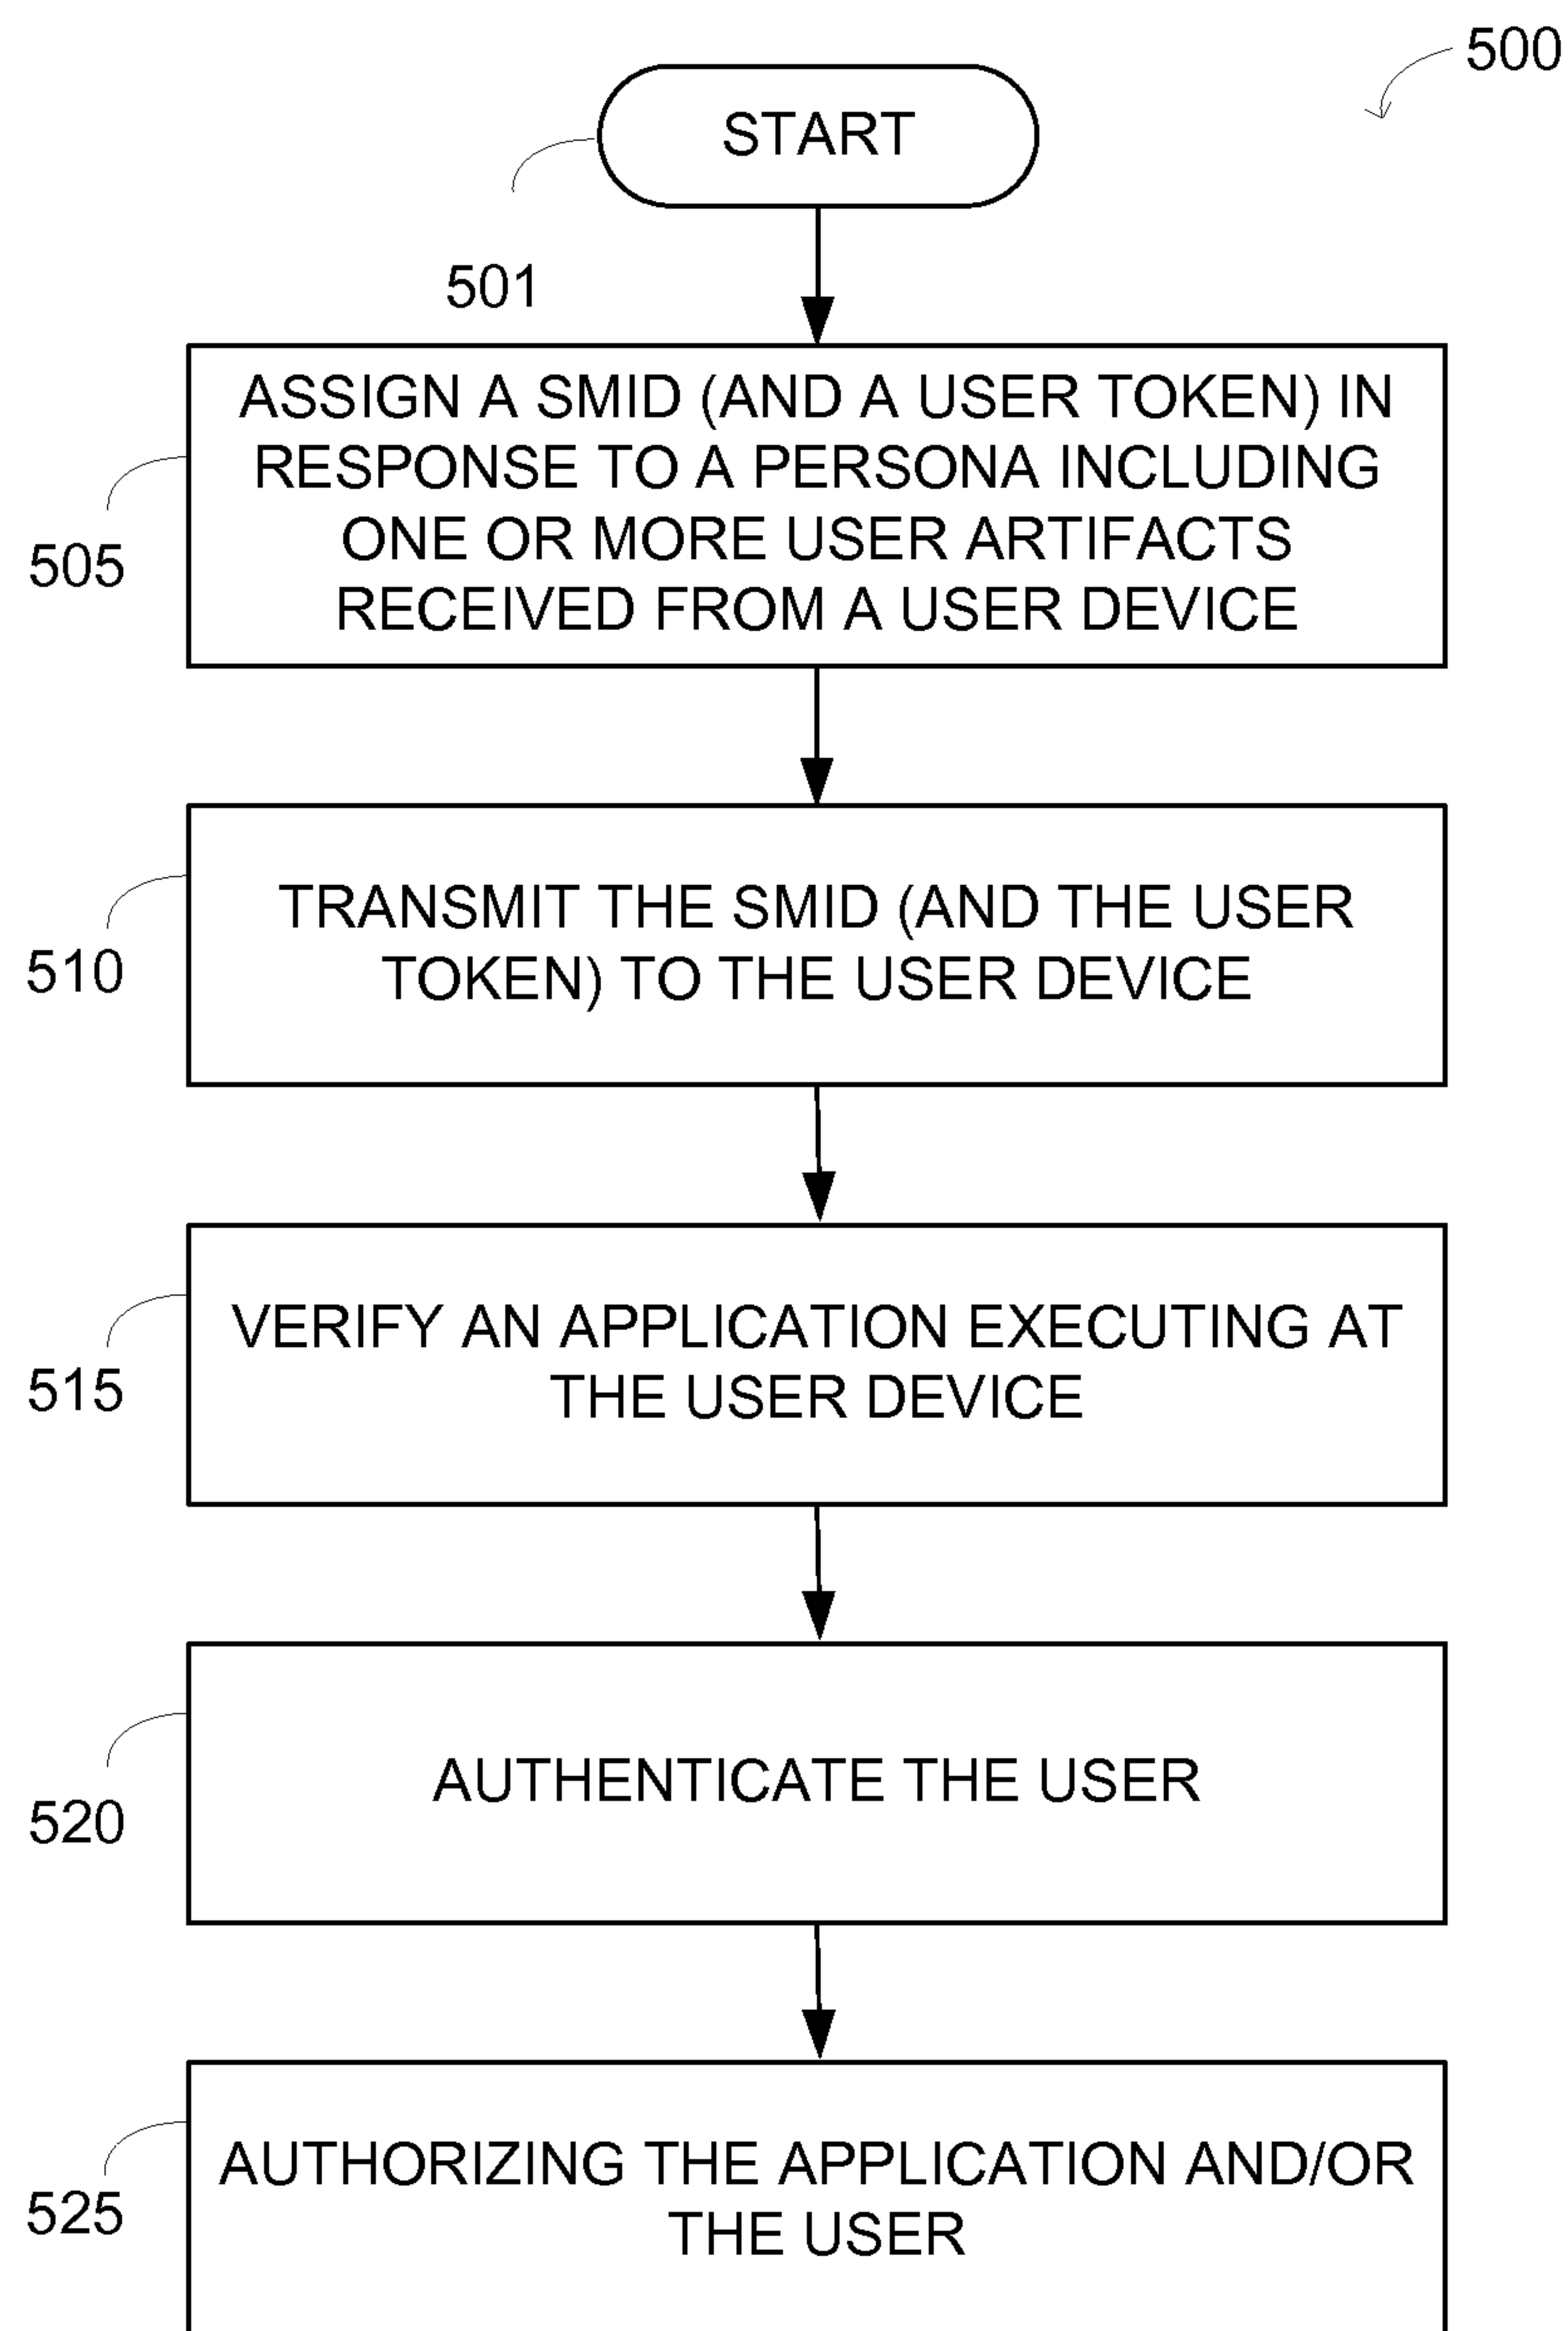 500
START
501
ASSIGN A SMID (AND A USER TOKEN) IN
RESPONSE TO A PERSONA INCLUDING
ONE OR MORE USER ARTIFACTS
RECEIVED FROM A USER DEVICE
505
TRANSMIT THE SMID (AND THE USER
TOKEN) TO THE USER DEVICE
510
VERIFY AN APPLICATION EXECUTING AT
THE USER DEVICE
515
AUTHENTICATE THE USER
520
AUTHORIZING THE APPLICATION AND/OR
THE USER
525